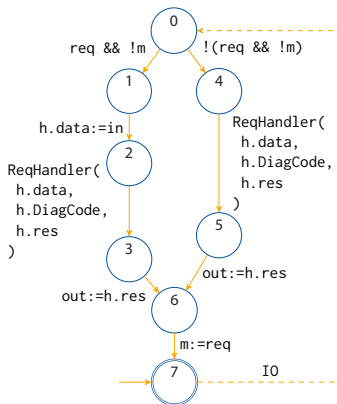 0
req && !m
!(req && !m)
1
4
h.data:=in
2
ReqHandler(
h.data,
h.DiagCode,
h.res
)
ReqHandler(
h.data,
h.DiagCode,
h.res
)
3
5
out:=h.res
out:=h.res
6
m:=req
7
IO